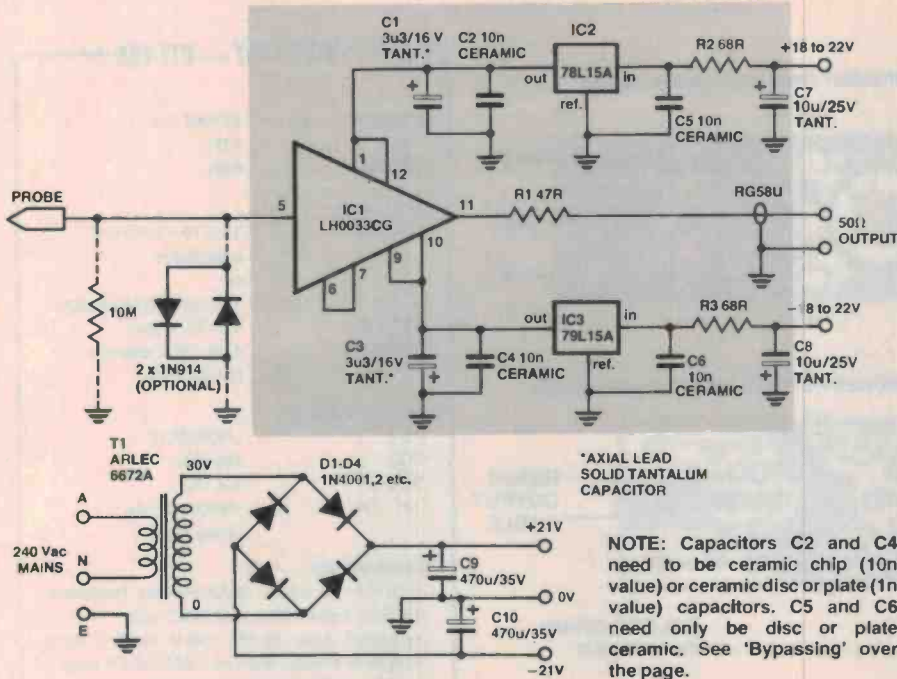 C1
3u3/16 V
TANT.*
C2 10n
CERAMIC
IC2
78L15A
out
in
ref.
R2 68R
+18 to 22V
C5 10n
CERAMIC
C7
10u/25V
TANT.
PROBE
5
1
12
IC1
LH0033CG
11
10
9
6
7
R1 47R
RG58U
50Ω
OUTPUT
10M
2 x 1N914
(OPTIONAL)
C3
3u3/16V
TANT.*
C4 10n
CERAMIC
out
IC3
79L15A
in
ref.
R3 68R
–18 to 22V
C6
10n
CERAMIC
C8
10u/25V
TANT.
*AXIAL LEAD
SOLID TANTALUM
CAPACITOR
T1
ARLEC
6672A
30V
0
A
240 Vac
MAINS
N
E
D1-D4
1N4001,2 etc.
+21V
C9
470u/35V
0V
C10
470u/35V
–21V
NOTE: Capacitors C2 and C4
need to be ceramic chip (10n
value) or ceramic disc or plate (1n
value) capacitors. C5 and C6
need only be disc or plate
ceramic. See 'Bypassing' over
the page.